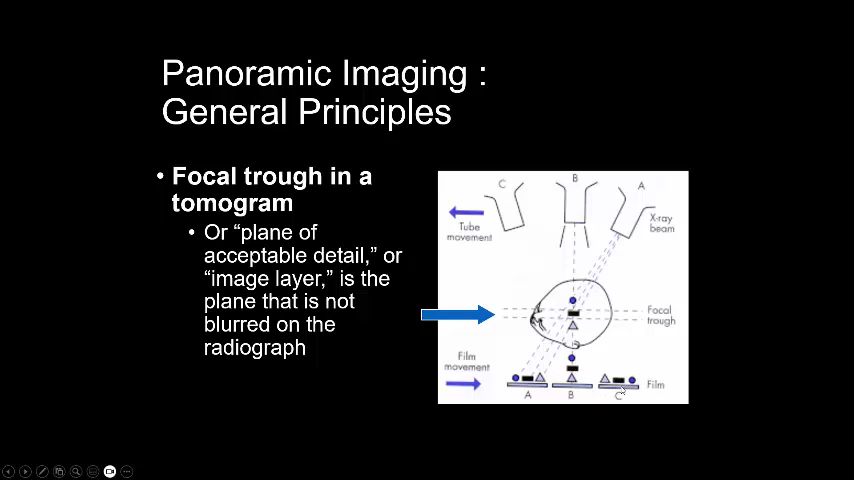 Panoramic Imaging :
General Principles
• Focal trough in a
tomogram
• Or “plane of
acceptable detail,” or
“image layer,” is the
plane that is not
blurred on the
radiograph
C
B
A
Tube
movement
X-ray
beam
Focal
trough
Film
movement
Film
A
B
C